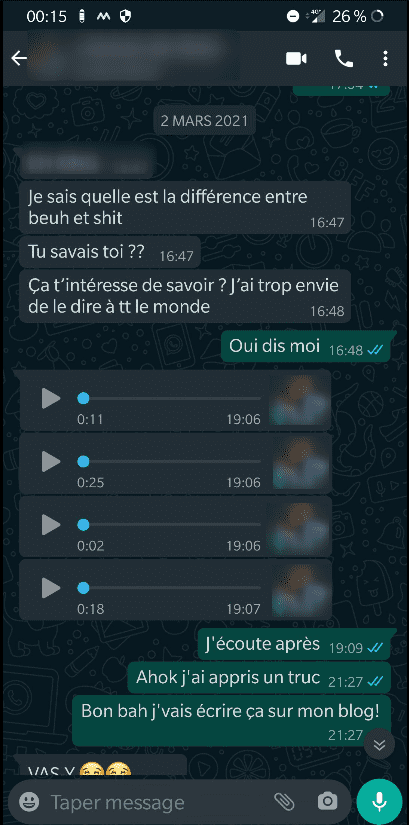 00:15
26 %
17:54
2 MARS 2021
Je sais quelle est la différence entre
beuh et shit
16:47
Tu savais toi ??
16:47
Ça t'intéresse de savoir ? J'ai trop envie
de le dire à tt le monde
16:48
Oui dis moi
16:48
0:11
19:06
0:25
19:06
0:02
19:06
0:18
19:07
J'écoute après
19:09
Ahok j'ai appris un truc
21:27
Bon bah j'vais écrire ça sur mon blog!
21:27
VAS Y 😂😂
Taper message